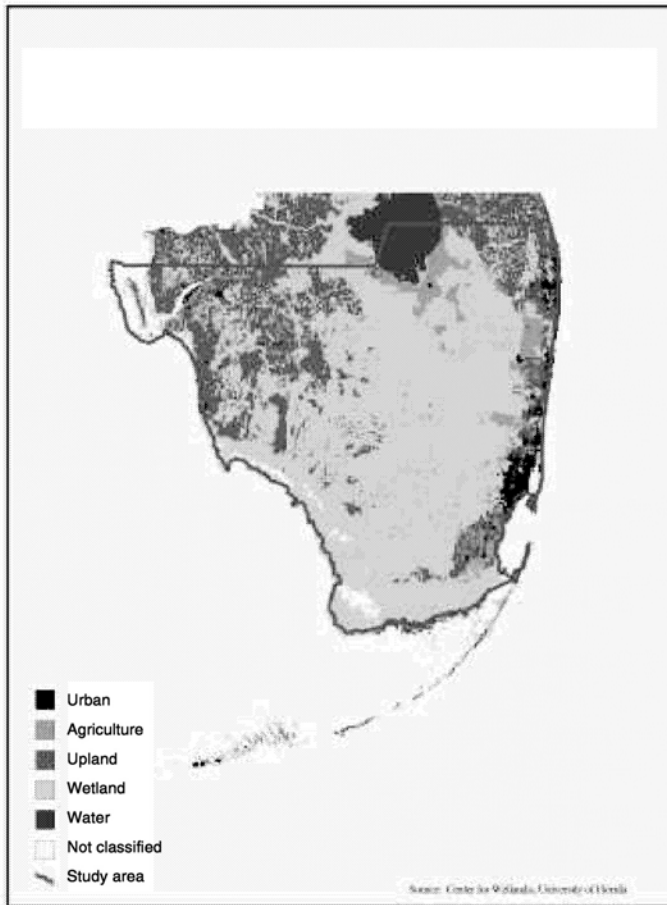 Urban
Agriculture
Upland
Wetland
Water
Not classified
Study area
Source: Center for Wetlands, University of Florida